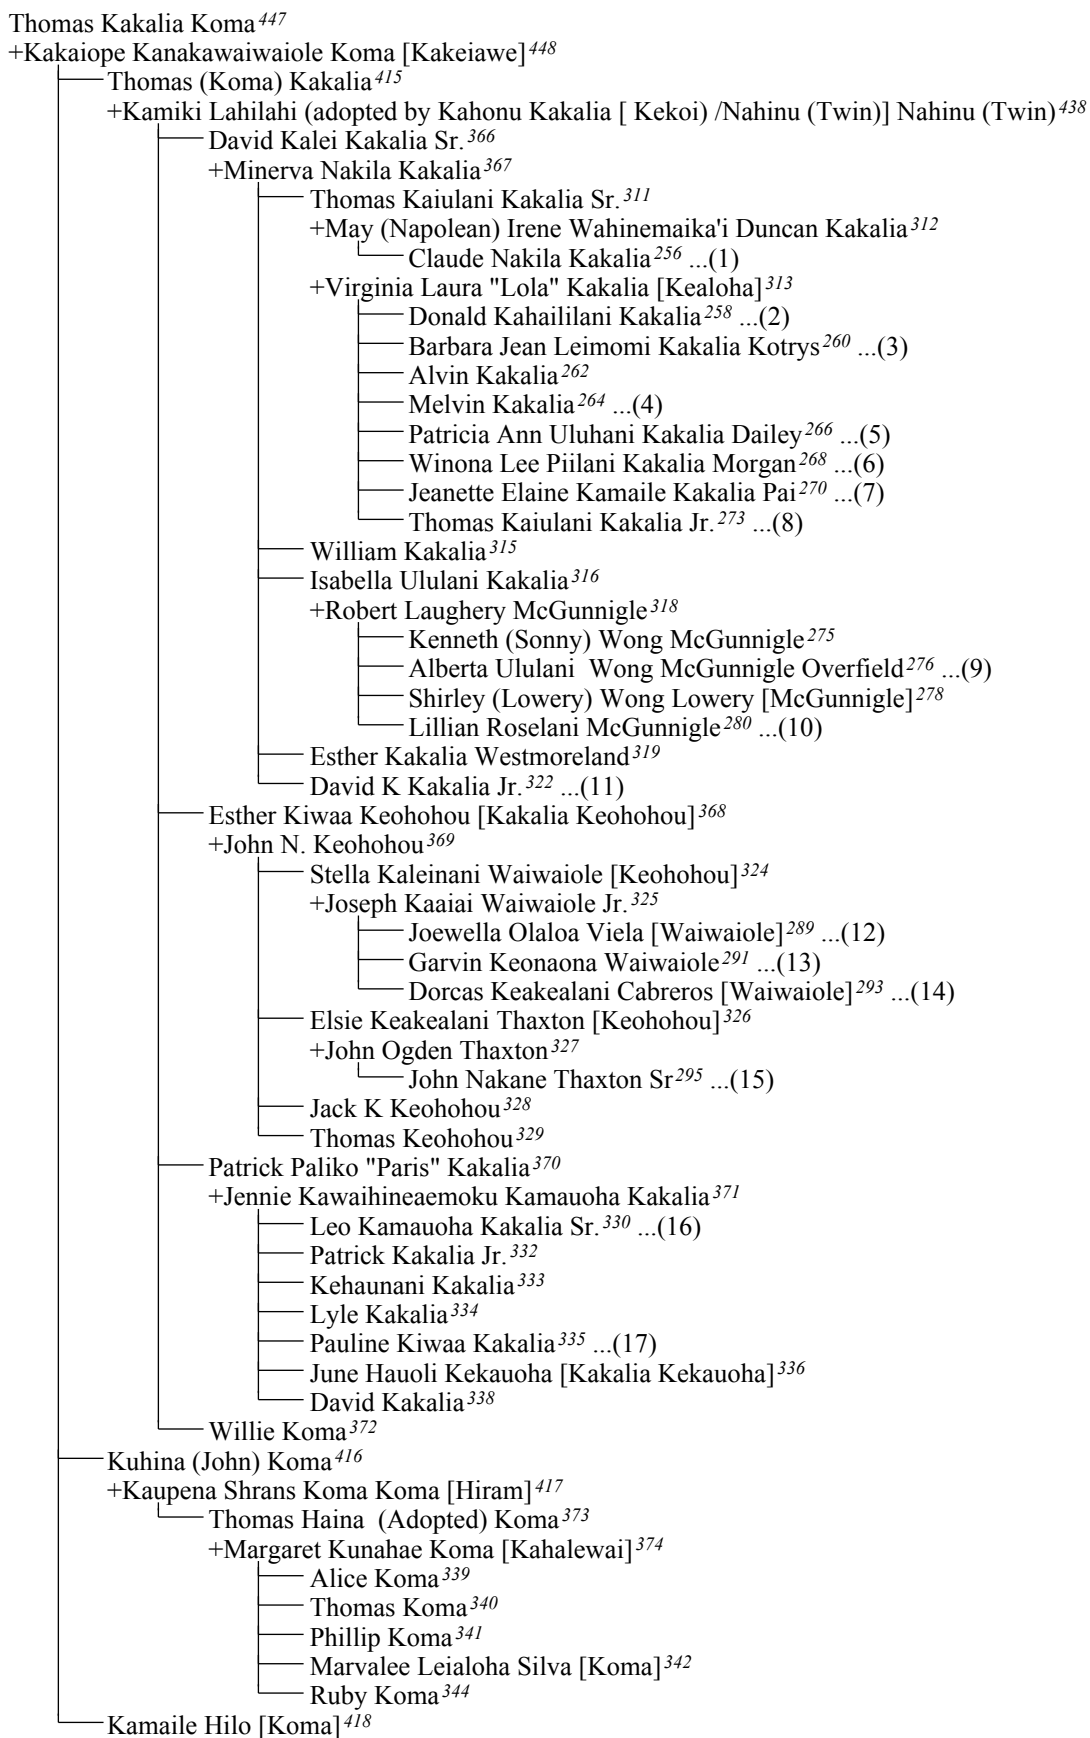 Thomas Kakalia Koma447
+Kakaiope Kanakawaiwaiole Koma [Kakeiawe]448
Thomas (Koma) Kakalia415
+Kamiki Lahilahi (adopted by Kahonu Kakalia [ Kekoi) /Nahinu (Twin)] Nahinu (Twin)438
David Kalei Kakalia Sr.366
+Minerva Nakila Kakalia367
Thomas Kaiulani Kakalia Sr.311
+May (Napolean) Irene Wahinemaika'i Duncan Kakalia312
Claude Nakila Kakalia256 ...(1)
+Virginia Laura "Lola" Kakalia [Kealoha]313
Donald Kahaililani Kakalia258 ...(2)
Barbara Jean Leimomi Kakalia Kotrys260 ...(3)
Alvin Kakalia262
Melvin Kakalia264 ...(4)
Patricia Ann Uluhani Kakalia Dailey266 ...(5)
Winona Lee Piilani Kakalia Morgan268 ...(6)
Jeanette Elaine Kamaile Kakalia Pai270 ...(7)
Thomas Kaiulani Kakalia Jr.273 ...(8)
William Kakalia315
Isabella Ululani Kakalia316
+Robert Laughery McGunnigle318
Kenneth (Sonny) Wong McGunnigle275
Alberta Ululani  Wong McGunnigle Overfield276 ...(9)
Shirley (Lowery) Wong Lowery [McGunnigle]278
Lillian Roselani McGunnigle280 ...(10)
Esther Kakalia Westmoreland319
David K Kakalia Jr.322 ...(11)
Esther Kiwaa Keohohou [Kakalia Keohohou]368
+John N. Keohohou369
Stella Kaleinani Waiwaiole [Keohohou]324
+Joseph Kaaiai Waiwaiole Jr.325
Joewella Olaloa Viela [Waiwaiole]289 ...(12)
Garvin Keonaona Waiwaiole291 ...(13)
Dorcas Keakealani Cabreros [Waiwaiole]293 ...(14)
Elsie Keakealani Thaxton [Keohohou]326
+John Ogden Thaxton327
John Nakane Thaxton Sr295 ...(15)
Jack K Keohohou328
Thomas Keohohou329
Patrick Paliko "Paris" Kakalia370
+Jennie Kawaihineaemoku Kamauoha Kakalia371
Leo Kamauoha Kakalia Sr.330 ...(16)
Patrick Kakalia Jr.332
Kehaunani Kakalia333
Lyle Kakalia334
Pauline Kiwaa Kakalia335 ...(17)
June Hauoli Kekauoha [Kakalia Kekauoha]336
David Kakalia338
Willie Koma372
Kuhina (John) Koma416
+Kaupena Shrans Koma Koma [Hiram]417
Thomas Haina  (Adopted) Koma373
+Margaret Kunahae Koma [Kahalewai]374
Alice Koma339
Thomas Koma340
Phillip Koma341
Marvalee Leialoha Silva [Koma]342
Ruby Koma344
Kamaile Hilo [Koma]418